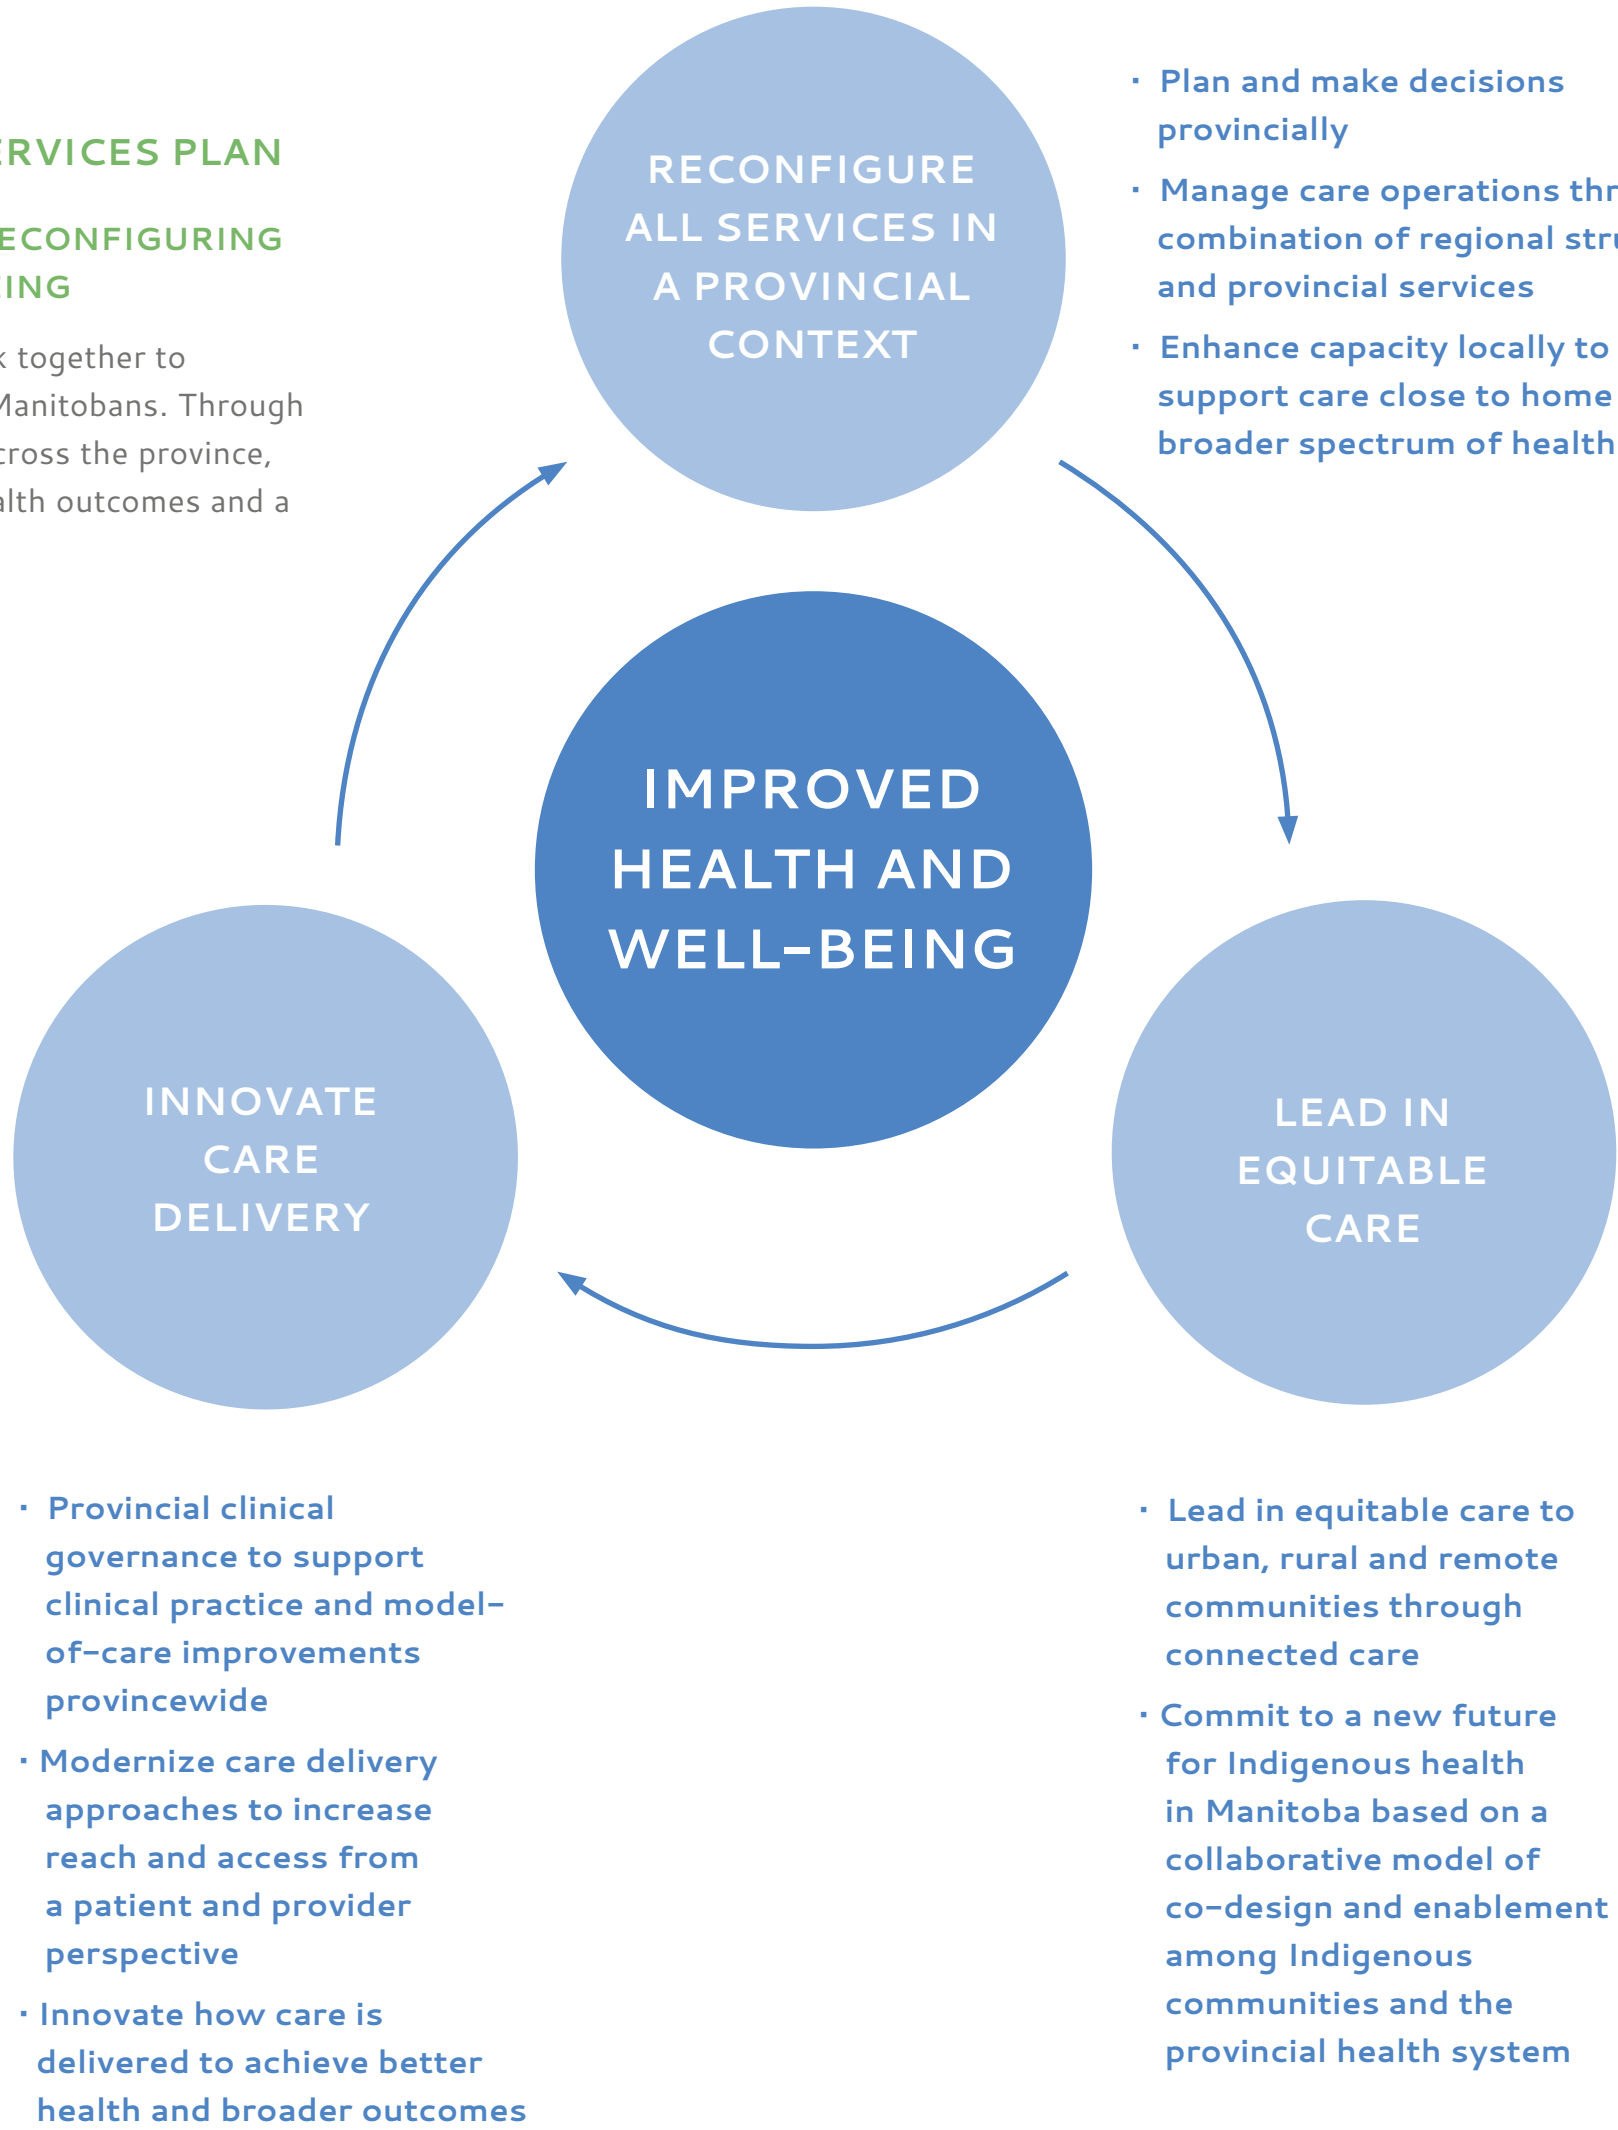 RVICES PLAN
ECONFIGURING
ING
together to
Manitobans. Through
cross the province,
alth outcomes and a
RECONFIGURE
ALL SERVICES IN
A PROVINCIAL
CONTEXT
· Plan and make decisions
provincially
· Manage care operations thr
combination of regional stru
and provincial services
· Enhance capacity locally to
support care close to home
broader spectrum of health
IMPROVED
HEALTH AND
WELL-BEING
INNOVATE
CARE
DELIVERY
LEAD IN
EQUITABLE
CARE
· Provincial clinical
governance to support
clinical practice and model-
of-care improvements
provincewide
· Modernize care delivery
approaches to increase
reach and access from
a patient and provider
perspective
· Innovate how care is
delivered to achieve better
health and broader outcomes
· Lead in equitable care to
urban, rural and remote
communities through
connected care
· Commit to a new future
for Indigenous health
in Manitoba based on a
collaborative model of
co-design and enablement
among Indigenous
communities and the
provincial health system